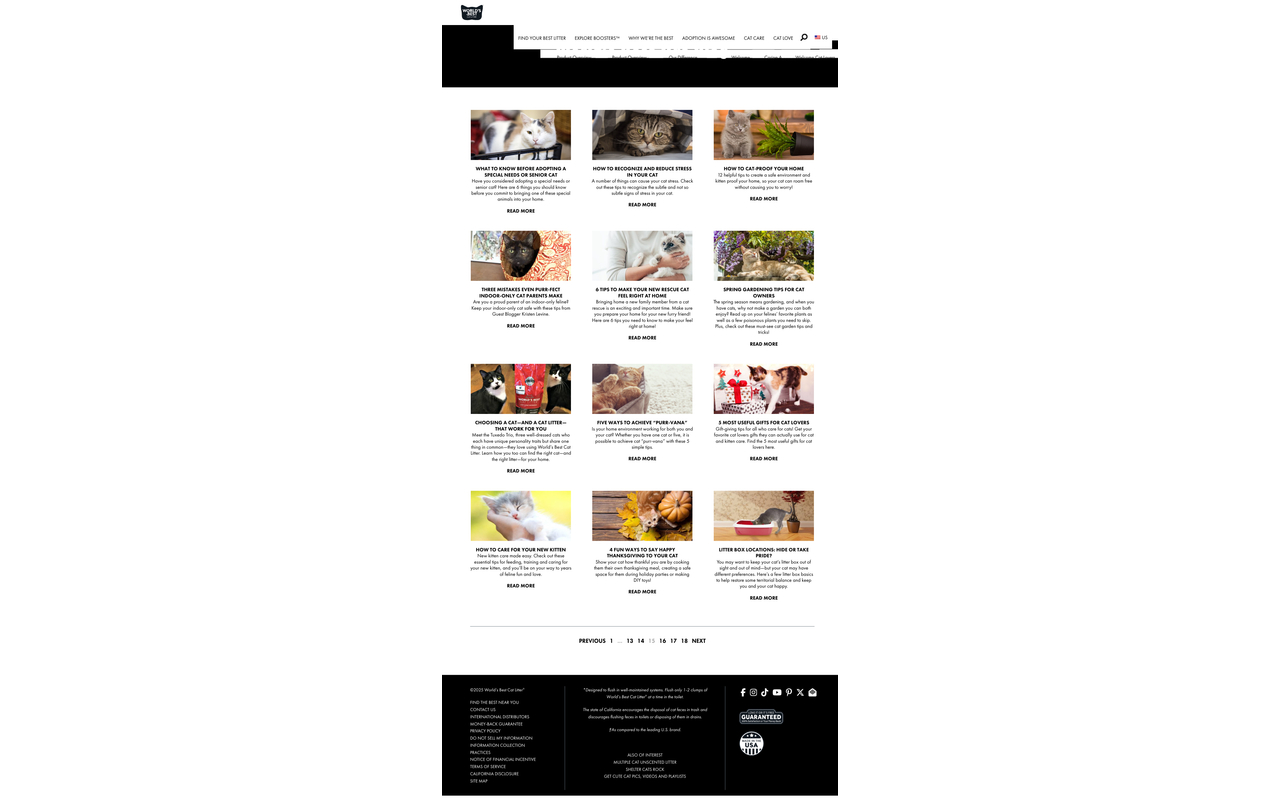 WORLD'S BEST
FIND YOUR BEST LITTER EXPLORE BOOSTERS™ WHY WE'RE THE BEST ADOPTION IS AWESOME CAT CARE CAT LOVE US
Product Overview Product Overview Our Difference Welcome
WHAT TO KNOW BEFORE ADOPTING A
SPECIAL NEEDS OR SENIOR CAT
Have you considered adopting a special needs or
senior cat? Here are 6 things you should know
before you commit to bringing one of these special
animals into your home.
READ MORE
HOW TO RECOGNIZE AND REDUCE STRESS
IN YOUR CAT
A number of things can cause your cat stress. Check
out these tips to recognize the subtle and not so
subtle signs of stress in your cat.
READ MORE
HOW TO CAT-PROOF YOUR HOME
12 helpful tips to create a safe environment and
kitten proof your home, so your cat can roam free
without causing you to worry!
READ MORE
THREE MISTAKES EVEN PURR-FECT
INDOOR-ONLY CAT PARENTS MAKE
Are you a proud parent of an indoor-only feline?
Keep your indoor-only cat safe with these tips from
Guest Blogger Kristen Levine.
READ MORE
6 TIPS TO MAKE YOUR NEW RESCUE CAT
FEEL RIGHT AT HOME
Bringing home a new family member from a cat
rescue is an exciting and important time. Make sure
you prepare your home for your new furry friend!
Here are 6 tips you need to know to make your feel
right at home!
READ MORE
SPRING GARDENING TIPS FOR CAT
OWNERS
The spring season means gardening, and when you
have cats, why not make a garden you can both
enjoy? Read up on your felines' favorite plants as
well as a few poisonous plants you need to skip.
Plus, check out these must-see cat garden tips and
tricks!
READ MORE
CHOOSING A CAT—AND A CAT LITTER—
THAT WORK FOR YOU
Meet the Tuxedo Trio, three well-dressed cats who
each have unique personality traits but share one
thing in common—they love using World's Best Cat
Litter. Learn how you too can find the right cat—and
the right litter—for your home.
READ MORE
FIVE WAYS TO ACHIEVE "PURR-VANA"
Is your home environment working for both you and
your cat? Whether you have one cat or five, it is
possible to achieve cat "purr-vana" with these 5
simple tips.
READ MORE
5 MOST USEFUL GIFTS FOR CAT LOVERS
Gift-giving tips for all who care for cats! Get your
favorite cat lovers gifts they can actually use for cat
and kitten care. Find the 5 most useful gifts for cat
lovers here.
READ MORE
HOW TO CARE FOR YOUR NEW KITTEN
New kitten care made easy. Check out these
essential tips for feeding, training and caring for
your new kitten, and you'll be on your way to years
of feline fun and love.
READ MORE
4 FUN WAYS TO SAY HAPPY
THANKSGIVING TO YOUR CAT
Show your cat how thankful you are by cooking
them their own thanksgiving meal, creating a safe
space for them during holiday parties or making
DIY toys!
READ MORE
LITTER BOX LOCATIONS: HIDE OR TAKE
PRIDE?
You may want to keep your cat's litter box out of
sight and out of mind—but your cat may have
different preferences. Here's a few litter box basics
to help restore some territorial balance and keep
you and your cat happy.
READ MORE
PREVIOUS 1 ... 13 14 15 16 17 18 NEXT
©2025 World's Best Cat Litter™
FIND THE BEST NEAR YOU
CONTACT US
INTERNATIONAL DISTRIBUTORS
MONEY-BACK GUARANTEE
PRIVACY POLICY
DO NOT SELL MY INFORMATION
INFORMATION COLLECTION
PRACTICES
NOTICE OF FINANCIAL INCENTIVE
TERMS OF SERVICE
CALIFORNIA DISCLOSURE
SITE MAP
*Designed to flush in well-maintained systems. Flush only 1-2 clumps of
World's Best Cat Litter™ at a time in the toilet
The state of California encourages the disposal of cat feces in trash and
discourages flushing feces in toilets or disposing of them in drains.
‡As compared to the leading U.S. brand.
ALSO OF INTEREST
MULTIPLE CAT UNSCENTED LITTER
SHELTER CATS ROCK
GET CUTE CAT PICS, VIDEOS AND PLAYLISTS
GUARANTEED
MADE IN THE
USA